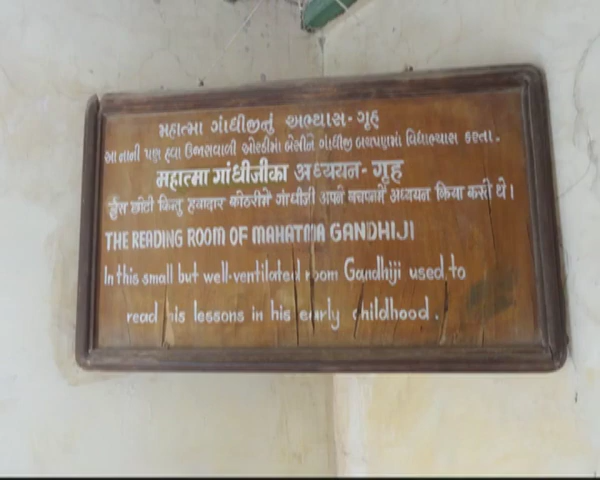 મહાત્મા ગાંધીજીનું અભ્યાસ-ગૃહ
આ નાની પણ હવા ઉજાસવાળી ઓરડીમાં બેસીને ગાંધીજી બચપણમાં વિદ્યાભ્યાસ કરતા.
महात्मा गांधीजीका अध्ययन-गृह
इस छोटी किन्तु हवादार कोठरीमें गांधीजी अपने बचपनमें अध्ययन किया करते थे।
THE READING ROOM OF MAHATMA GANDHIJI
In this small but well-ventilated room Gandhiji used to
read his lessons in his early childhood.